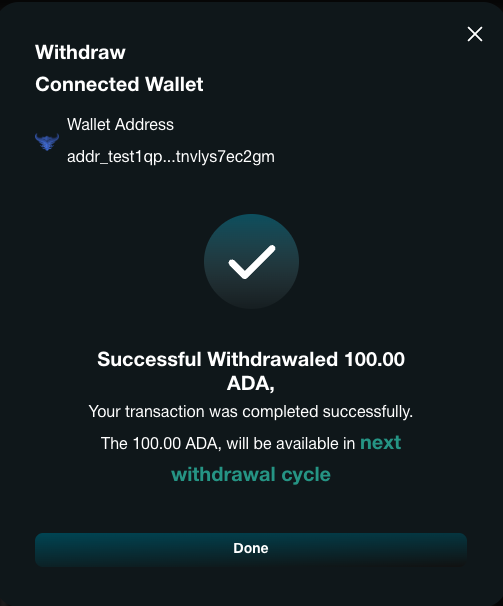 Withdraw
Connected Wallet
Wallet Address
addr_test1qp...tnvlys7ec2gm
Successful Withdrawaled 100.00
ADA,
Your transaction was completed successfully.
The 100.00 ADA, will be available in next
withdrawal cycle
Done